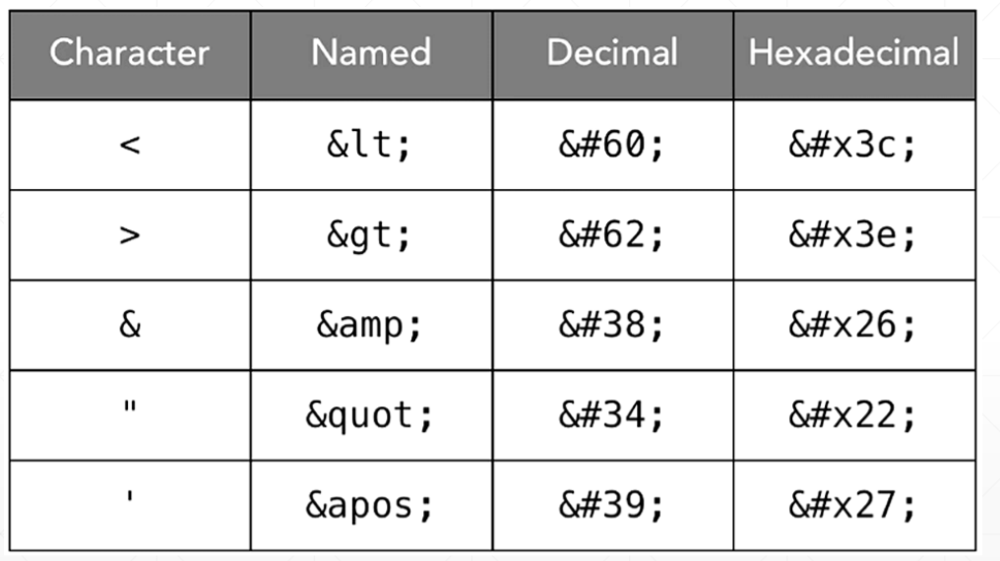 Character Named Decimal Hexadecimal
< &lt; &#60; &#x3c;
> &gt; &#62; &#x3e;
& &amp; &#38; &#x26;
" &quot; &#34; &#x22;
' &apos; &#39; &#x27;